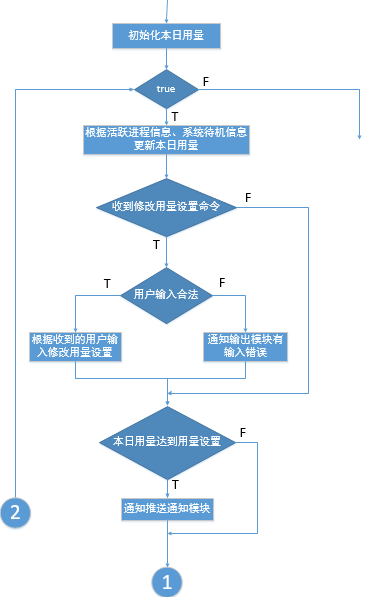 初始化本日用量
true
F
T
根据活跃进程信息、系统待机信息
更新本日用量
收到修改用量设置命令
F
T
用户输入合法
T
F
根据收到的用户输
入修改用量设置
通知输出模块有
输入错误
本日用量达到用量设置
F
T
通知推送通知模块
2
1